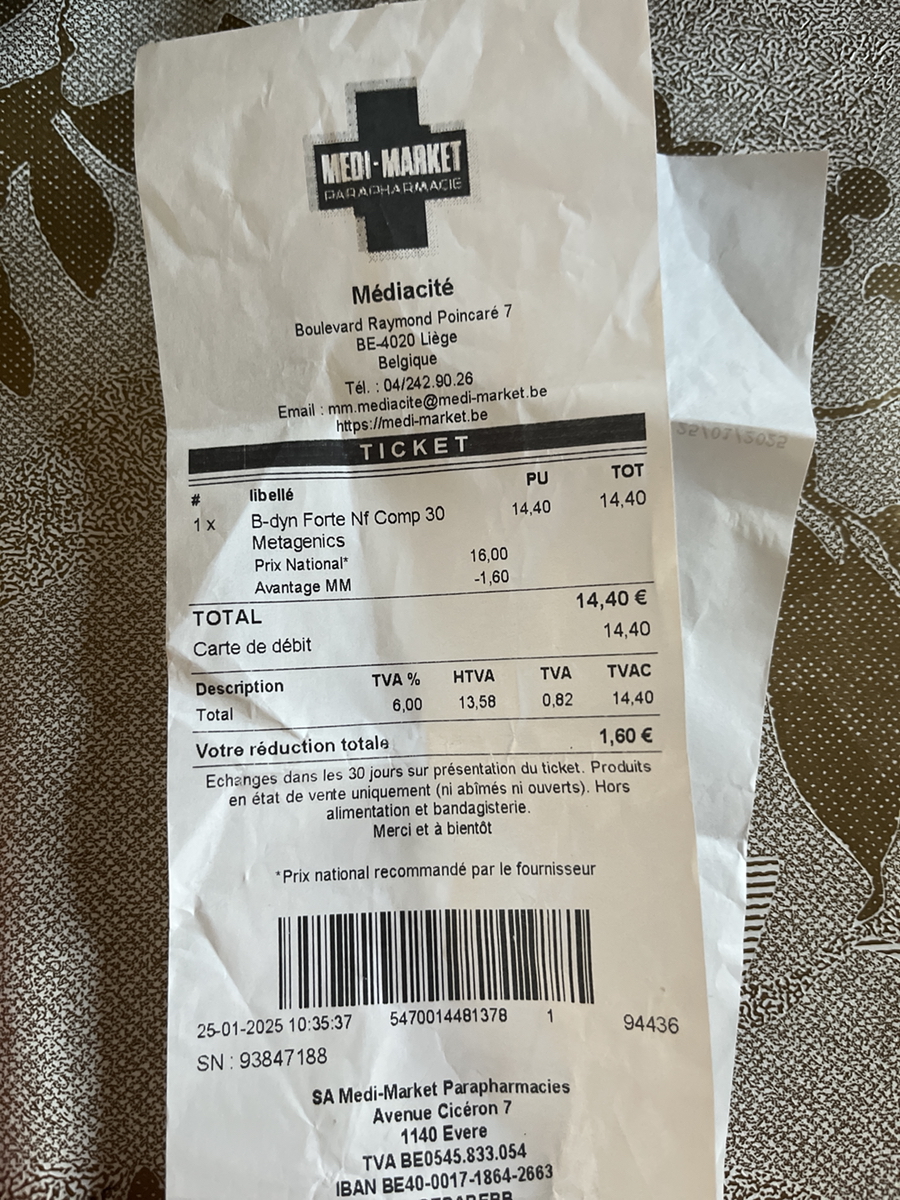 MEDI-MARKET
PARAPHARMACIE
Médiacité
Boulevard Raymond Poincaré 7
BE-4020 Liège
Belgique
Tél. : 04/242.90.26
Email : mm.mediacite@medi-market.be
https://medi-market.be
TICKET
# libellé PU TOT
1 x B-dyn Forte Nf Comp 30 14,40 14,40
Metagenics
Prix National* 16,00
Avantage MM -1,60
TOTAL 14,40 €
Carte de débit 14,40
Description TVA % HTVA TVA TVAC
Total 6,00 13,58 0,82 14,40
Votre réduction totale 1,60 €
Echanges dans les 30 jours sur présentation du ticket. Produits
en état de vente uniquement (ni abîmés ni ouverts). Hors
alimentation et bandagisterie.
Merci et à bientôt
*Prix national recommandé par le fournisseur
25-01-2025 10:35:37 5470014481378 1 94436
SN : 93847188
SA Medi-Market Parapharmacies
Avenue Cicéron 7
1140 Evere
TVA BE0545.833.054
IBAN BE40-0017-1864-2663